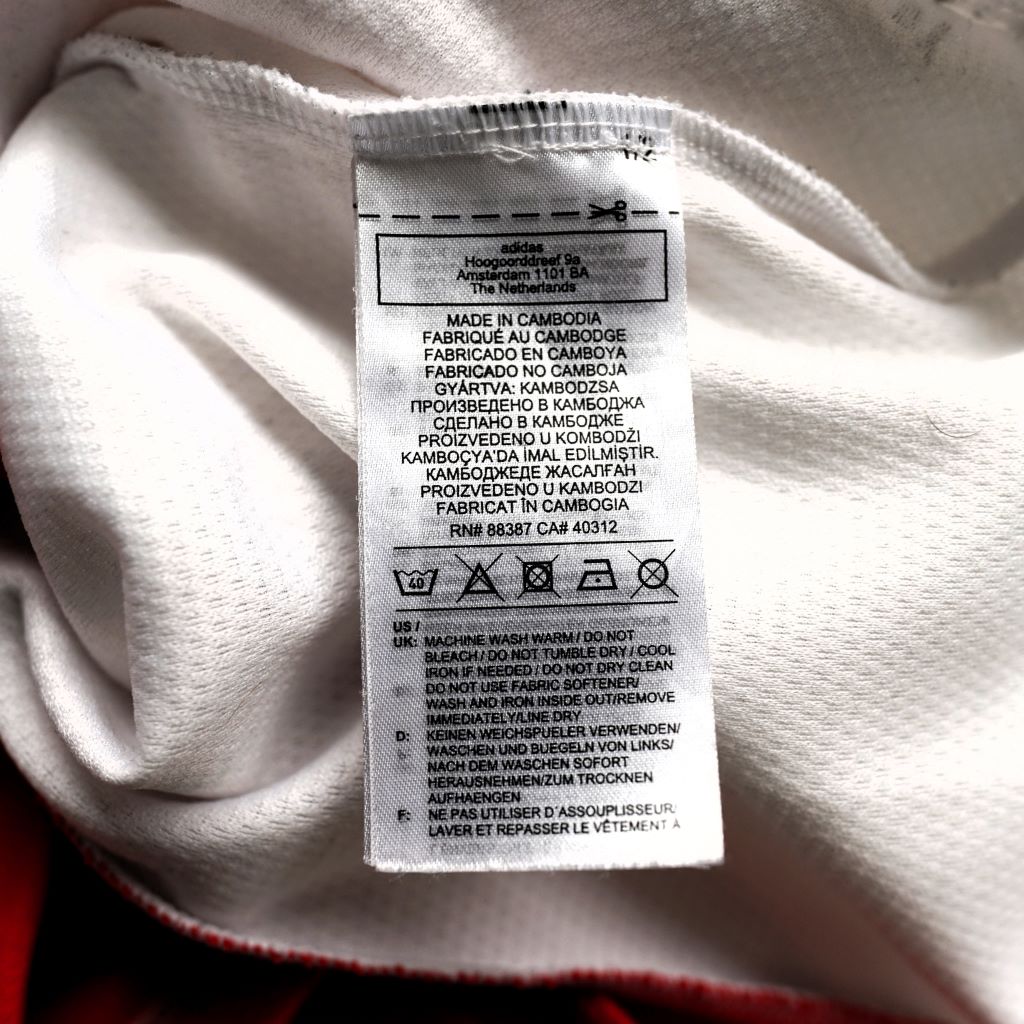 adidas
Hoogoorddreef 9a
Amsterdam 1101 BA
The Netherlands
MADE IN CAMBODIA
FABRIQUÉ AU CAMBODGE
FABRICADO EN CAMBOYA
FABRICADO NO CAMBOJA
GYÁRTVA: KAMBODZSA
ПРОИЗВЕДЕНО В КАМБОДЖА
СДЕЛАНО В КАМБОДЖЕ
PROIZVEDENO U KOMBODŽI
KAMBOÇYA'DA İMAL EDİLMİŞTİR.
КАМБОДЖЕДЕ ЖАСАЛҒАН
PROIZVEDENO U KAMBODZI
FABRICAT ÎN CAMBOGIA
RN# 88387 CA# 40312
40
US /
UK: MACHINE WASH WARM / DO NOT
BLEACH / DO NOT TUMBLE DRY / COOL
IRON IF NEEDED / DO NOT DRY CLEAN
DO NOT USE FABRIC SOFTENER/
WASH AND IRON INSIDE OUT/REMOVE
IMMEDIATELY/LINE DRY
D: KEINEN WEICHSPUELER VERWENDEN/
WASCHEN UND BUEGELN VON LINKS/
NACH DEM WASCHEN SOFORT
HERAUSNEHMEN/ZUM TROCKNEN
AUFHAENGEN
F: NE PAS UTILISER D'ASSOUPLISSEUR/
LAVER ET REPASSER LE VÊTEMENT À